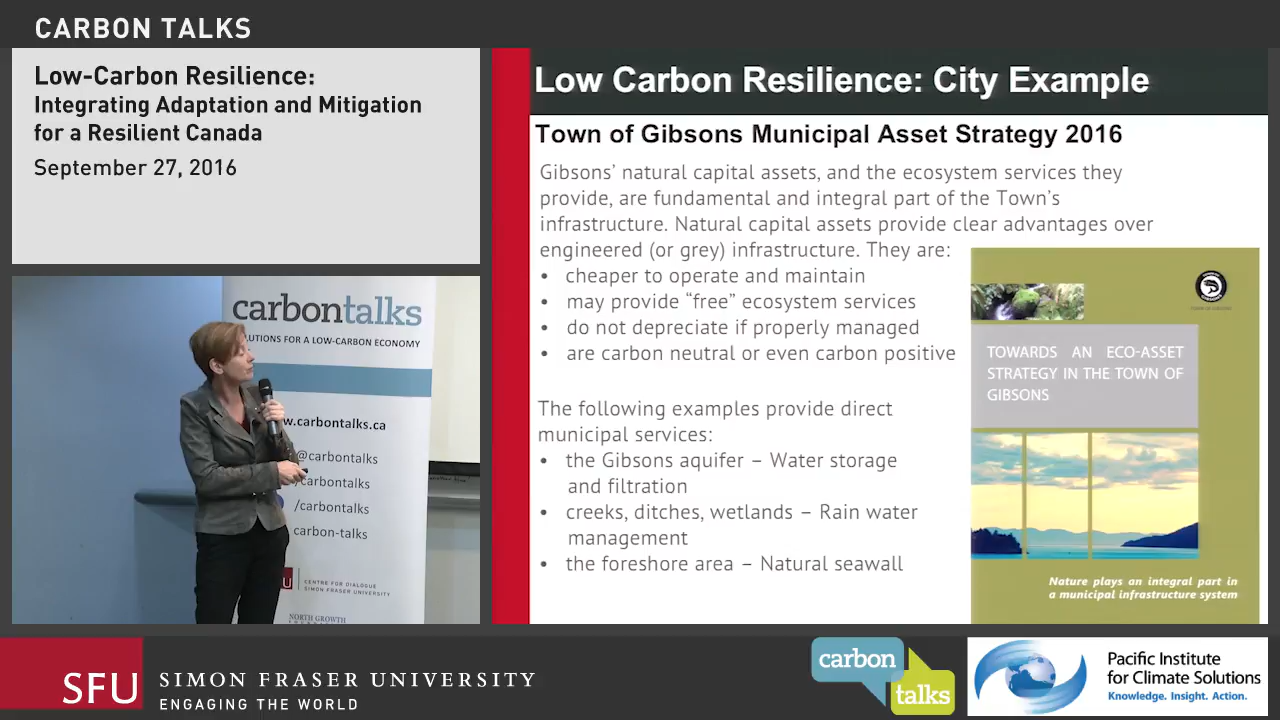 CARBON TALKS
Low-Carbon Resilience:
Integrating Adaptation and Mitigation
for a Resilient Canada
September 27, 2016
carbontalks
OLUTIONS FOR A LOW-CARBON ECONOMY
w.carbontalks.ca
@carbontalks
/carbontalks
/carbontalks
carbon-talks
U
CENTRE FOR DIALOGUE
SIMON FRASER UNIVERSITY
NORTH GROWTH
Low Carbon Resilience: City Example
Town of Gibsons Municipal Asset Strategy 2016
Gibsons’ natural capital assets, and the ecosystem services they
provide, are fundamental and integral part of the Town’s
infrastructure. Natural capital assets provide clear advantages over
engineered (or grey) infrastructure. They are:
• cheaper to operate and maintain
• may provide “free” ecosystem services
• do not depreciate if properly managed
• are carbon neutral or even carbon positive
The following examples provide direct
municipal services:
• the Gibsons aquifer – Water storage
and filtration
• creeks, ditches, wetlands – Rain water
management
• the foreshore area – Natural seawall
TOWARDS AN ECO-ASSET
STRATEGY IN THE TOWN OF
GIBSONS
Nature plays an integral part in
a municipal infrastructure system
SFU
SIMON FRASER UNIVERSITY
ENGAGING THE WORLD
carbon
talks
Pacific Institute
for Climate Solutions
Knowledge. Insight. Action.